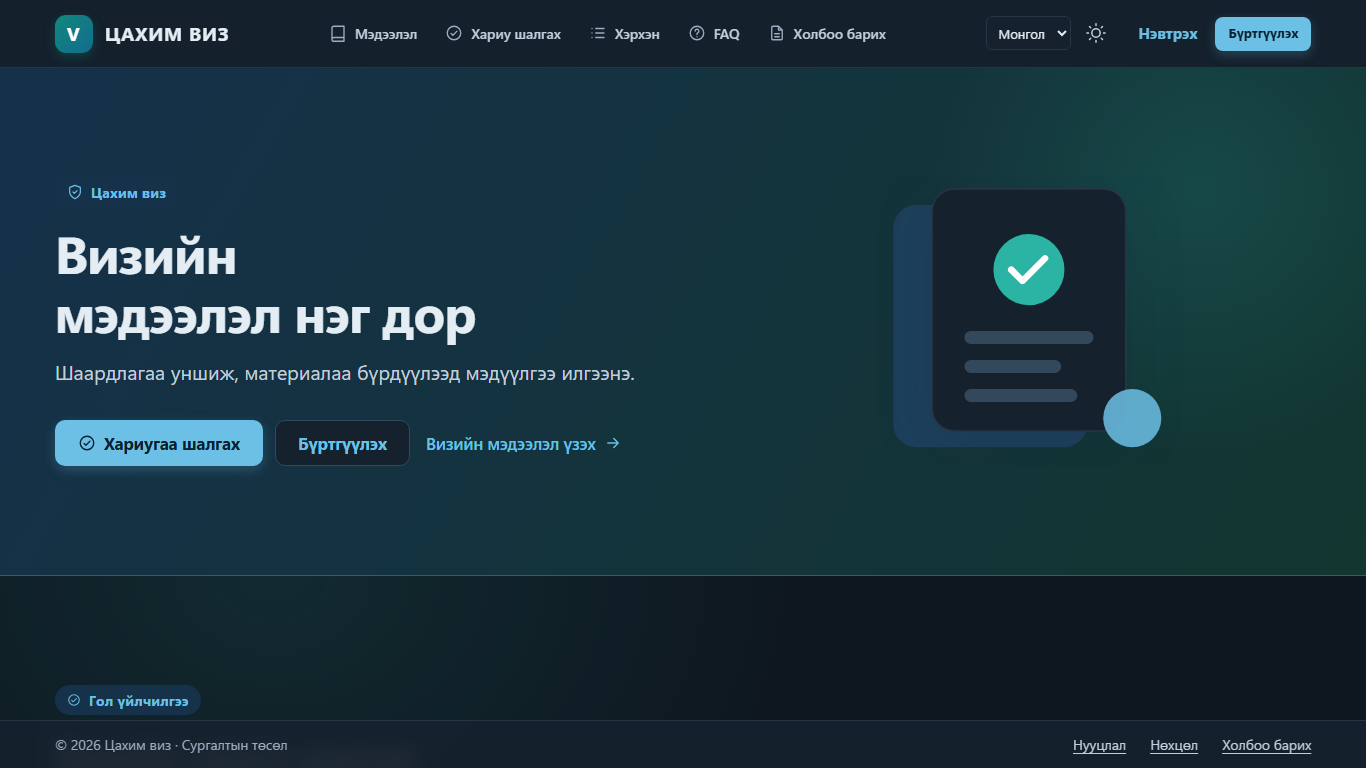 V ЦАХИМ ВИЗ Мэдээлэл Хариу шалгах Хэрхэн FAQ Холбоо барих Монгол Нэвтрэх Бүртгүүлэх
Цахим виз
Визийн
мэдээлэл нэг дор
Шаардлагаа уншиж, материалаа бүрдүүлээд мэдүүлгээ илгээнэ.
Хариугаа шалгах Бүртгүүлэх Визийн мэдээлэл үзэх →
Гол үйлчилгээ
© 2026 Цахим виз · Сургалтын төсөл Нууцлал Нөхцөл Холбоо барих